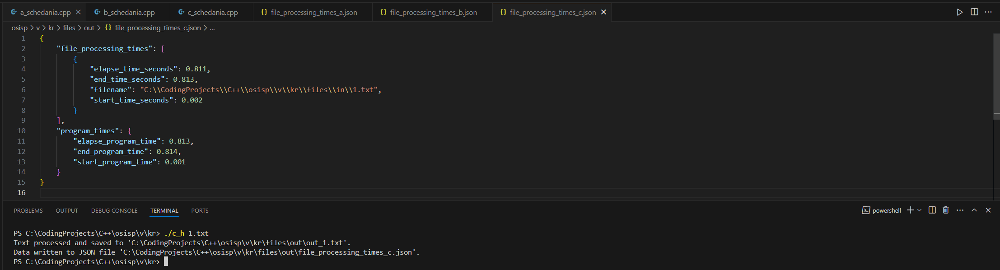 a_schedania.cpp b_schedania.cpp c_schedania.cpp {} file_processing_times_a.json {} file_processing_times_b.json {} file_processing_times_c.json
osisp > v > kr > files > out > {} file_processing_times_c.json > ...
1 {
2 "file_processing_times": [
3 {
4 "elapse_time_seconds": 0.811,
5 "end_time_seconds": 0.813,
6 "filename": "C:\\CodingProjects\\C++\\osisp\\v\\kr\\files\\in\\1.txt",
7 "start_time_seconds": 0.002
8 }
9 ],
10 "program_times": {
11 "elapse_program_time": 0.813,
12 "end_program_time": 0.814,
13 "start_program_time": 0.001
14 }
15 }
16
PROBLEMS OUTPUT DEBUG CONSOLE TERMINAL PORTS powershell
PS C:\CodingProjects\C++\osisp\v\kr> ./c_h 1.txt
Text processed and saved to 'C:\CodingProjects\C++\osisp\v\kr\files\out\out_1.txt'.
Data written to JSON file 'C:\CodingProjects\C++\osisp\v\kr\files\out\file_processing_times_c.json'.
PS C:\CodingProjects\C++\osisp\v\kr>